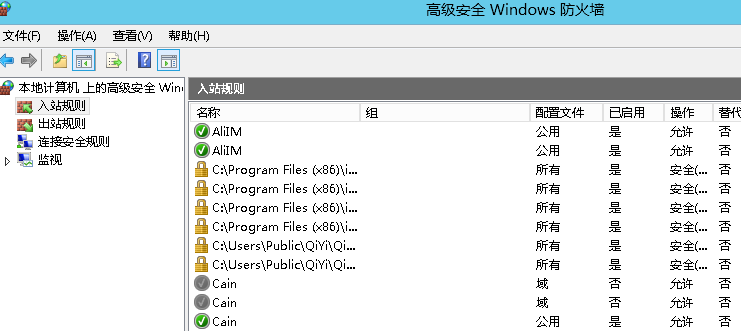 高级安全 Windows 防火墙
文件(F) 操作(A) 查看(V) 帮助(H)
本地计算机 上的高级安全 Wind
入站规则
出站规则
连接安全规则
监视
入站规则
名称 组 配置文件 已启用 操作 替代
AliIM 公用 是 允许 否
AliIM 公用 是 允许 否
C:\Program Files (x86)\i... 所有 是 安全(... 否
C:\Program Files (x86)\i... 所有 是 安全(... 否
C:\Program Files (x86)\i... 所有 是 安全(... 否
C:\Program Files (x86)\i... 所有 是 安全(... 否
C:\Users\Public\QiYi\Qi... 所有 是 安全(... 否
C:\Users\Public\QiYi\Qi... 所有 是 安全(... 否
Cain 域 否 允许 否
Cain 域 否 允许 否
Cain 公用 是 允许 否